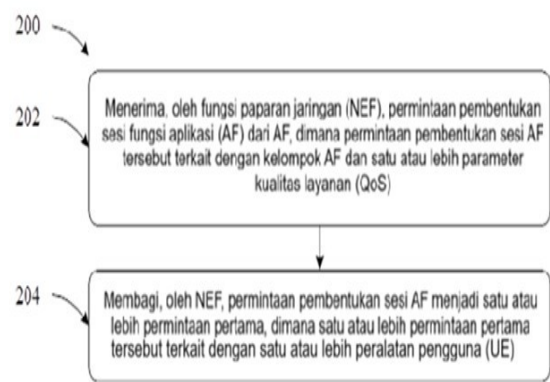 200
202
Menerima, oleh fungsi paparan jaringan (NEF), permintaan pembentukan
sesi fungsi aplikasi (AF) dari AF, dimana permintaan pembentukan sesi AF
tersebut terkait dengan kelompok AF dan satu atau lebih parameter
kualitas layanan (QoS)
204
Membagi, oleh NEF, permintaan pembentukan sesi AF menjadi satu atau
lebih permintaan pertama, dimana satu atau lebih permintaan pertama
tersebut terkait dengan satu atau lebih peralatan pengguna (UE)